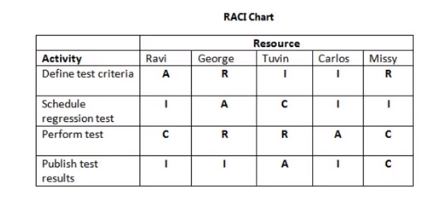 RACI Chart
Resource
Activity Ravi George Tuvin Carlos Missy
Define test criteria A R I I R
Schedule
regression test I A C I I
Perform test C R R A C
Publish test
results I I A I C